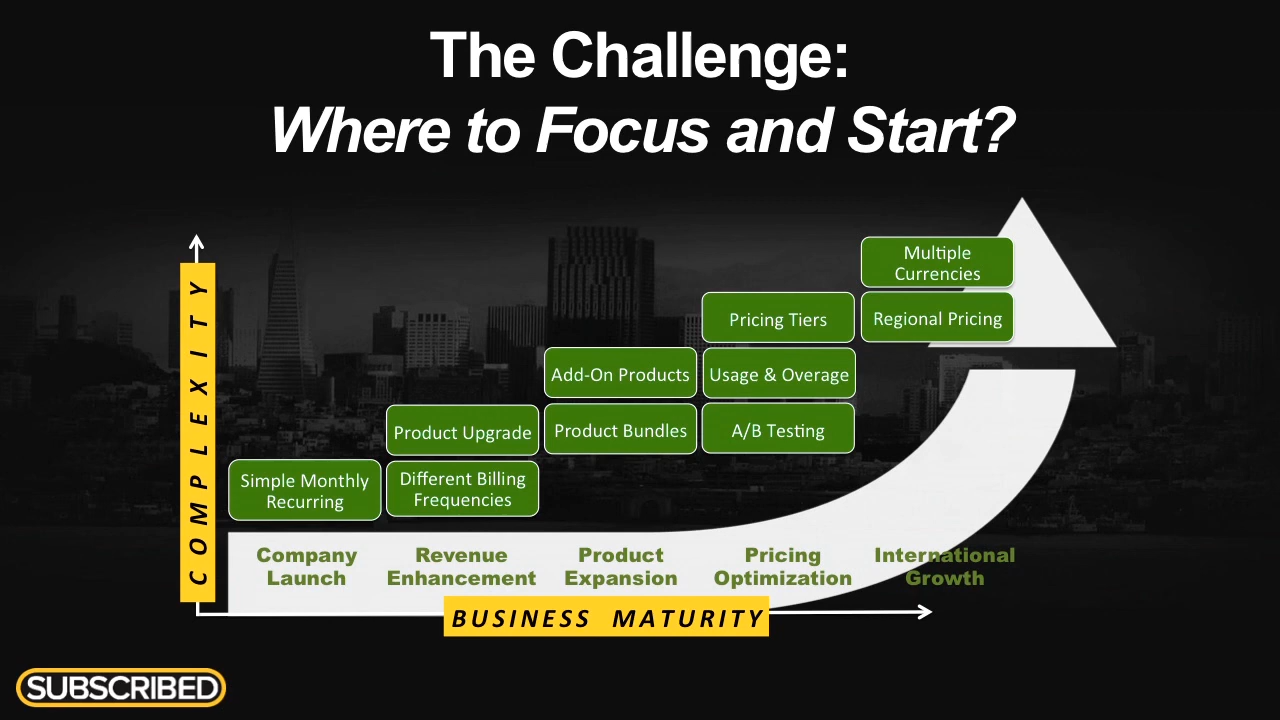 The Challenge:
Where to Focus and Start?
COMPLEXITY
Multiple
Currencies
Pricing Tiers
Regional Pricing
Add-On Products
Usage & Overage
Product Upgrade
Product Bundles
A/B Testing
Simple Monthly
Recurring
Different Billing
Frequencies
Company
Launch
Revenue
Enhancement
Product
Expansion
Pricing
Optimization
International
Growth
BUSINESS MATURITY
SUBSCRIBED